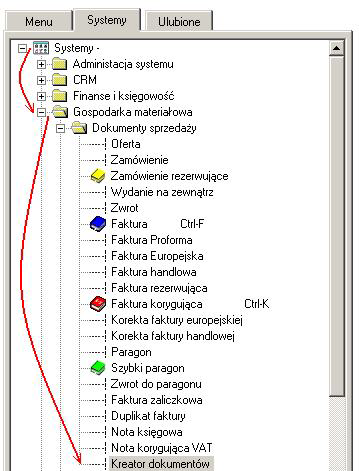 Menu Systemy Ulubione
Systemy -
Administacja systemu
CRM
Finanse i księgowość
Gospodarka materiałowa
Dokumenty sprzedaży
Oferta
Zamówienie
Zamówienie rezerwujące
Wydanie na zewnątrz
Zwrot
Faktura Ctrl-F
Faktura Proforma
Faktura Europejska
Faktura handlowa
Faktura rezerwująca
Faktura korygująca Ctrl-K
Korekta faktury europejskiej
Korekta faktury handlowej
Paragon
Szybki paragon
Zwrot do paragonu
Faktura zaliczkowa
Duplikat faktury
Nota księgowa
Nota korygująca VAT
Kreator dokumentów